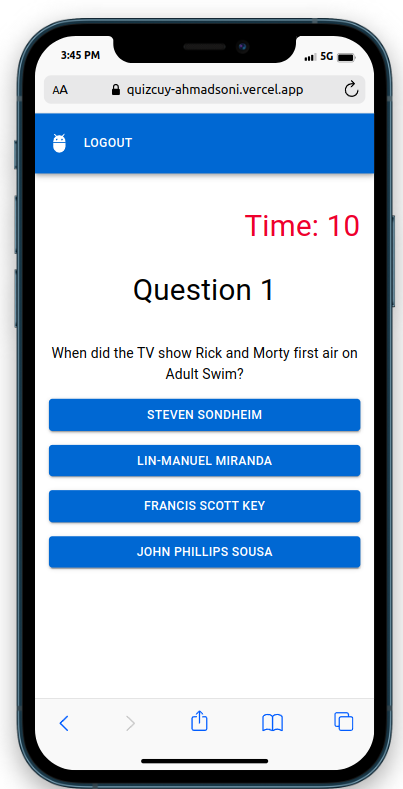 3:45 PM
5G
AA
quizcuy-ahmadsoni.vercel.app
LOGOUT
Time: 10
Question 1
When did the TV show Rick and Morty first air on
Adult Swim?
STEVEN SONDHEIM
LIN-MANUEL MIRANDA
FRANCIS SCOTT KEY
JOHN PHILLIPS SOUSA